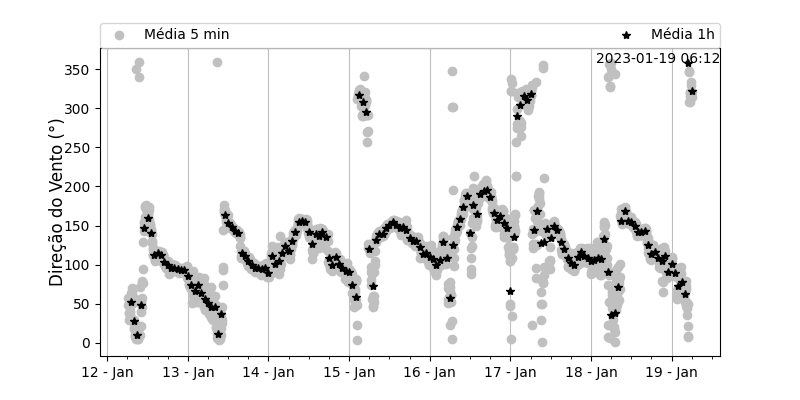 Média 5 min
Média 1h
2023-01-19 06:12
Direção do Vento (°)
350
300
250
200
150
100
50
0
12 - Jan
13 - Jan
14 - Jan
15 - Jan
16 - Jan
17 - Jan
18 - Jan
19 - Jan